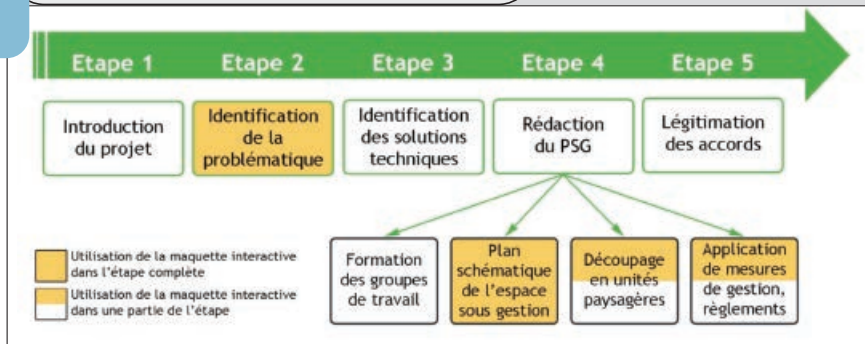 Etape 1 Etape 2 Etape 3 Etape 4 Etape 5
Introduction
du projet
Identification
de la
problématique
Identification
des solutions
techniques
Rédaction
du PSG
Légitimation
des accords
Utilisation de la maquette interactive
dans l'étape complète
Utilisation de la maquette interactive
dans une partie de l'étape
Formation
des groupes
de travail
Plan
schématique
de l'espace
sous gestion
Découpage
en unités
paysagères
Application
de mesures
de gestion,
règlements